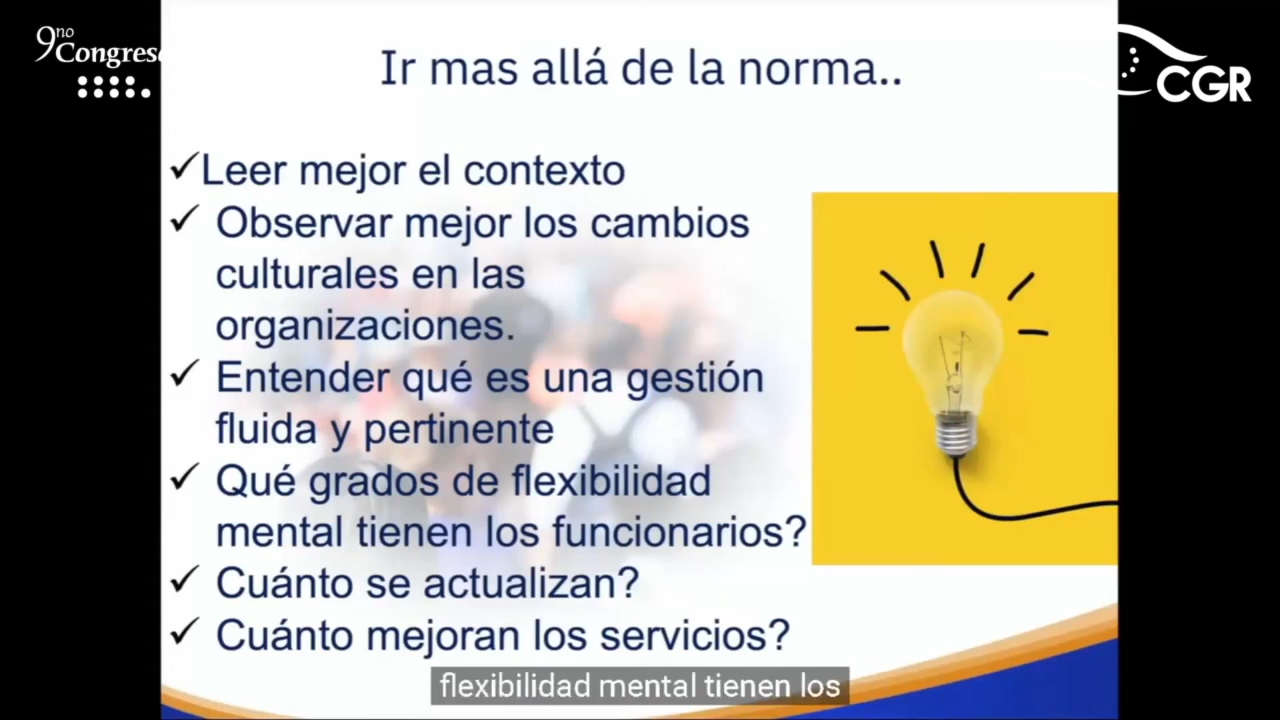 9no
Congreso
CGR
Ir mas allá de la norma..
✓Leer mejor el contexto
✓ Observar mejor los cambios
culturales en las
organizaciones.
✓ Entender qué es una gestión
fluida y pertinente
✓ Qué grados de flexibilidad
mental tienen los funcionarios?
✓ Cuánto se actualizan?
✓ Cuánto mejoran los servicios?
flexibilidad mental tienen los